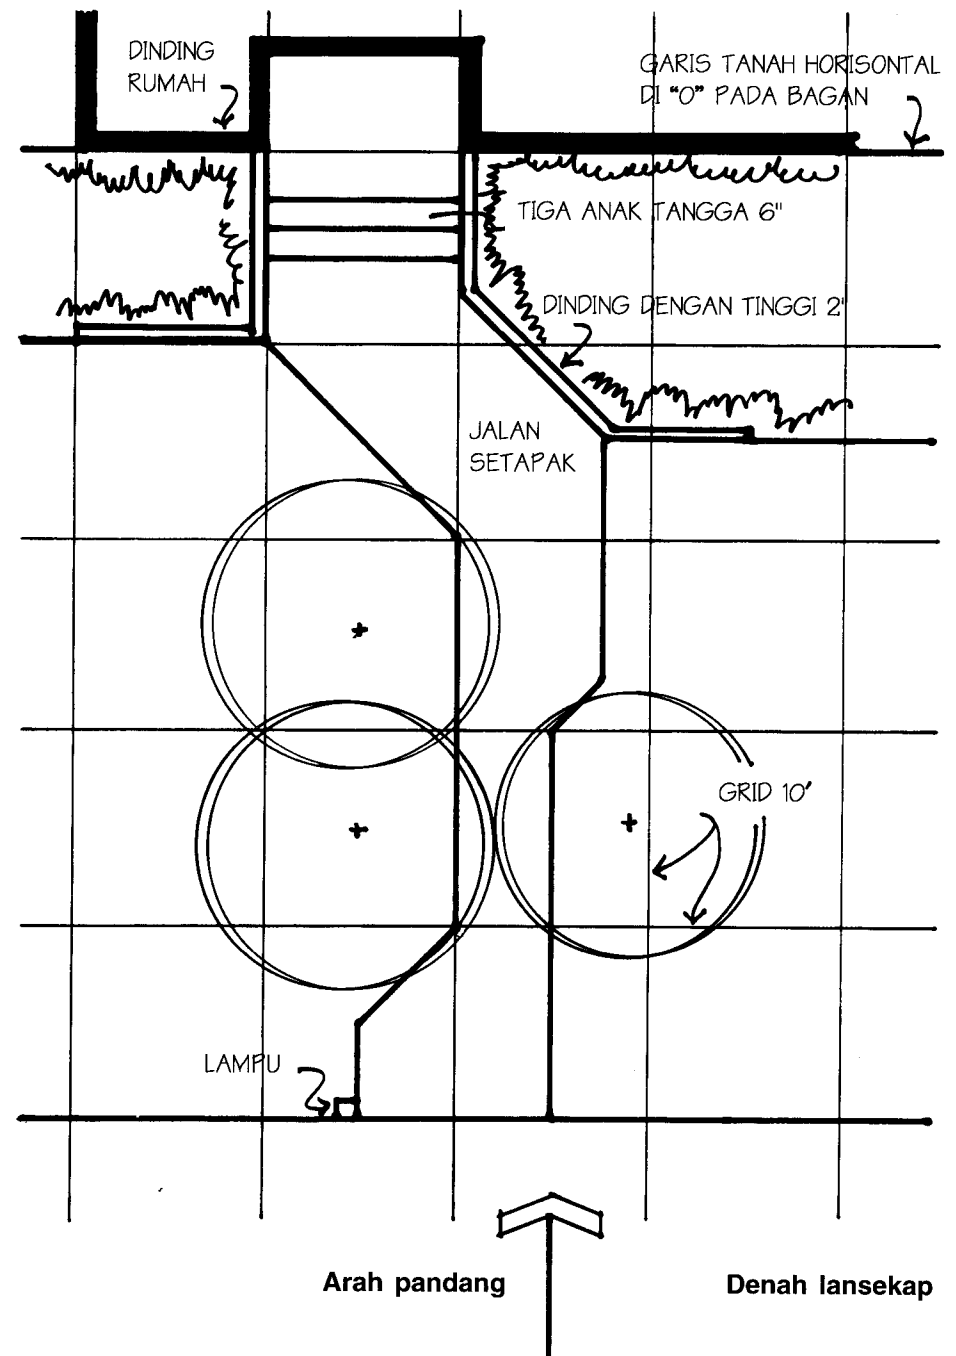 DINDING
RUMAH
GARIS TANAH HORISONTAL
DI "O" PADA BAGAN
TIGA ANAK TANGGA 6"
DINDING DENGAN TINGGI 2'
JALAN
SETAPAK
GRID 10'
LAMPU
Arah pandang
Denah lansekap